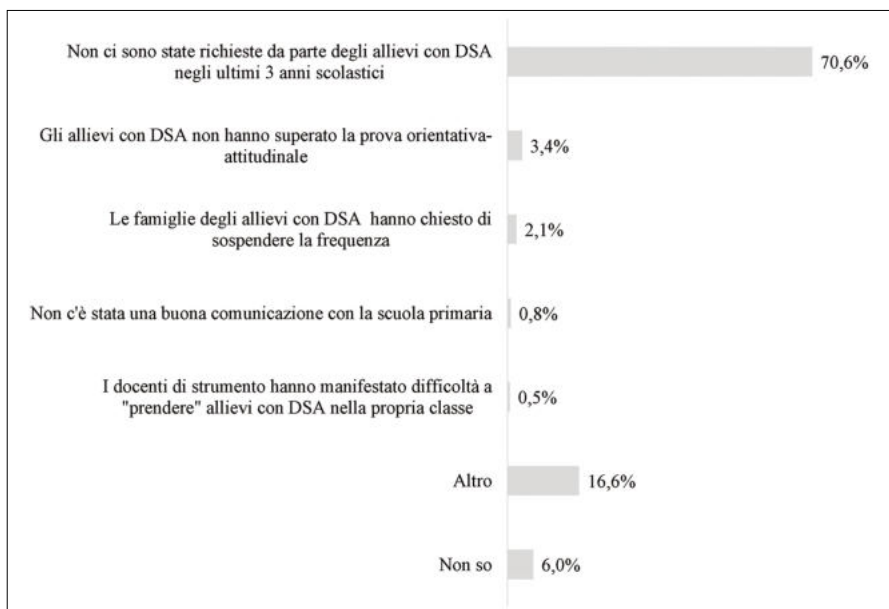 Non ci sono state richieste da parte degli allievi con DSA
negli ultimi 3 anni scolastici
70,6%
Gli allievi con DSA non hanno superato la prova orientativa-
attitudinale
3,4%
Le famiglie degli allievi con DSA hanno chiesto di
sospendere la frequenza
2,1%
Non c'è stata una buona comunicazione con la scuola primaria
0,8%
I docenti di strumento hanno manifestato difficoltà a
"prendere" allievi con DSA nella propria classe
0,5%
Altro
16,6%
Non so
6,0%